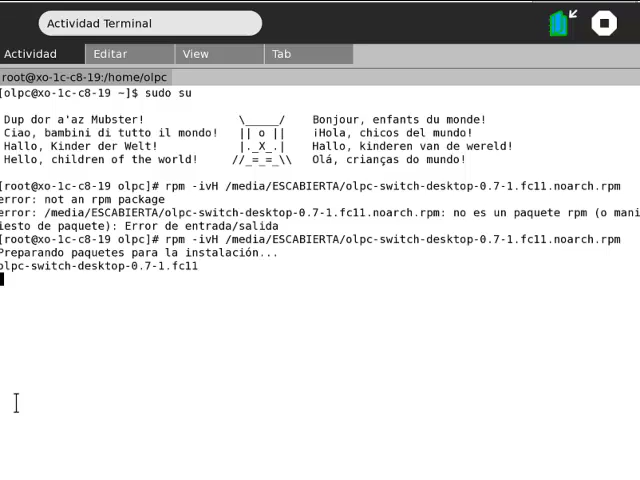 Actividad Terminal
Actividad Editar View Tab
root@xo-1c-c8-19:/home/olpc
[olpc@xo-1c-c8-19 ~]$ sudo su
Dup dor a'az Mubster! \_____/ Bonjour, enfants du monde!
Ciao, bambini di tutto il mondo! || o || ¡Hola, chicos del mundo!
Hallo, Kinder der Welt! |._X_.| Hallo, kinderen van de wereld!
Hello, children of the world! //_=_=_\\ Olá, crianças do mundo!
[root@xo-1c-c8-19 olpc]# rpm -ivH /media/ESCABIERTA/olpc-switch-desktop-0.7-1.fc11.noarch.rpm
error: not an rpm package
error: /media/ESCABIERTA/olpc-switch-desktop-0.7-1.fc11.noarch.rpm: no es un paquete rpm (o mani
iesto de paquete): Error de entrada/salida
[root@xo-1c-c8-19 olpc]# rpm -ivH /media/ESCABIERTA/olpc-switch-desktop-0.7-1.fc11.noarch.rpm
Preparando paquetes para la instalación...
olpc-switch-desktop-0.7-1.fc11